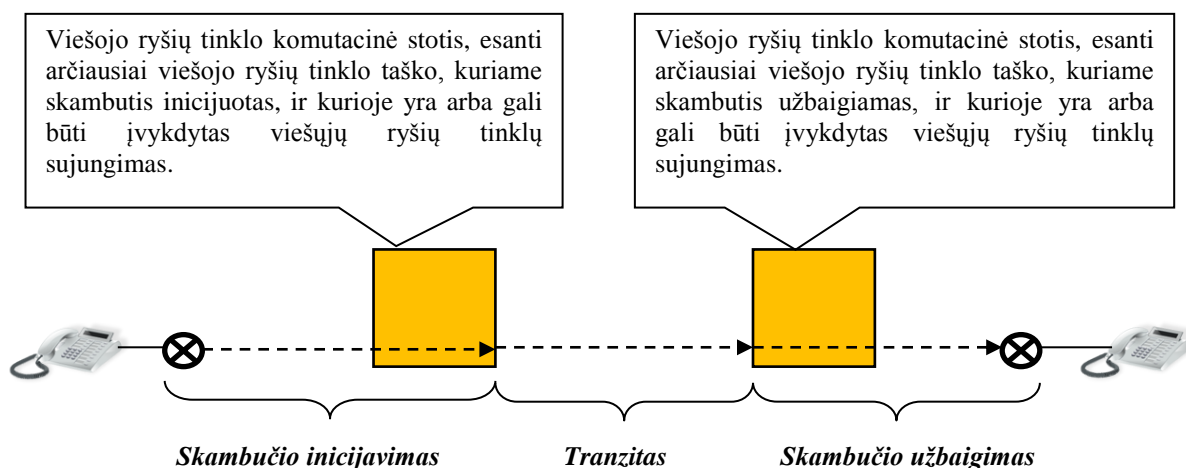 Viešojo ryšių tinklo komutacinė stotis, esanti
arčiausiai viešojo ryšių tinklo taško, kuriame
skambutis inicijuotas, ir kurioje yra arba gali
būti įvykdytas viešųjų ryšių tinklų
sujungimas.
Viešojo ryšių tinklo komutacinė stotis, esanti
arčiausiai viešojo ryšių tinklo taško, kuriame
skambutis užbaigiamas, ir kurioje yra arba
gali būti įvykdytas viešųjų ryšių tinklų
sujungimas.
Skambučio inicijavimas
Tranzitas
Skambučio užbaigimas